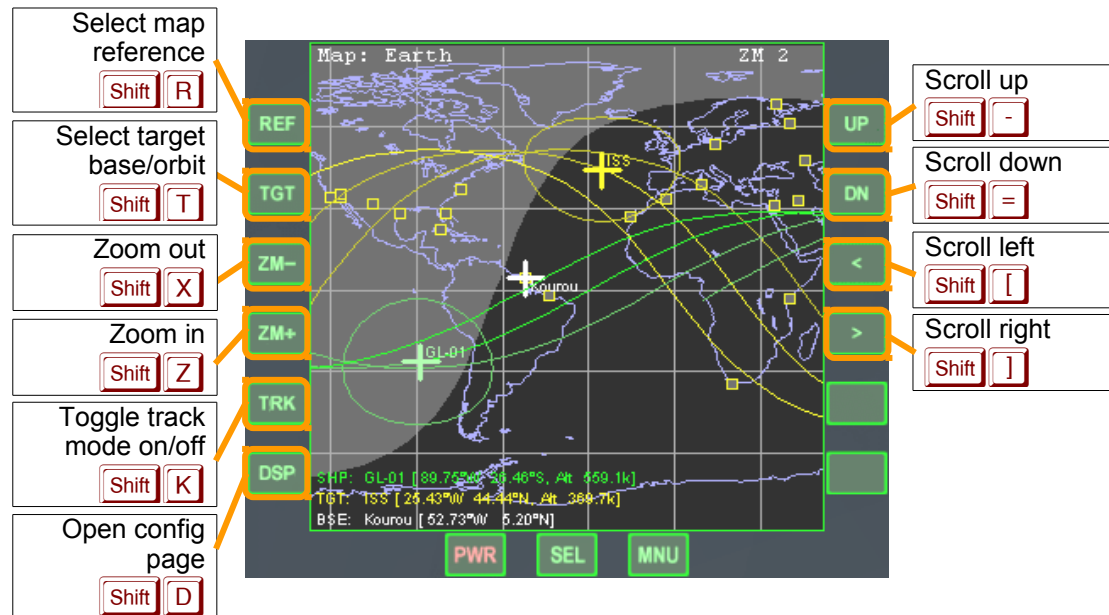 Select map
reference
Shift R
Select target
base/orbit
Shift T
Zoom out
Shift X
Zoom in
Shift Z
Toggle track
mode on/off
Shift K
Open config
page
Shift D
REF
TGT
ZM-
ZM+
TRK
DSP
Map: Earth ZM 2
ISS
Kourou
GL-01
SHP: GL-01 [89.75°W 26.46°S, Alt 559.1k]
TGT: ISS [25.43°W 44.44°N, Alt 369.7k]
BSE: Kourou [52.73°W 5.20°N]
PWR SEL MNU
UP
DN
<
>
Scroll up
Shift -
Scroll down
Shift =
Scroll left
Shift [
Scroll right
Shift ]